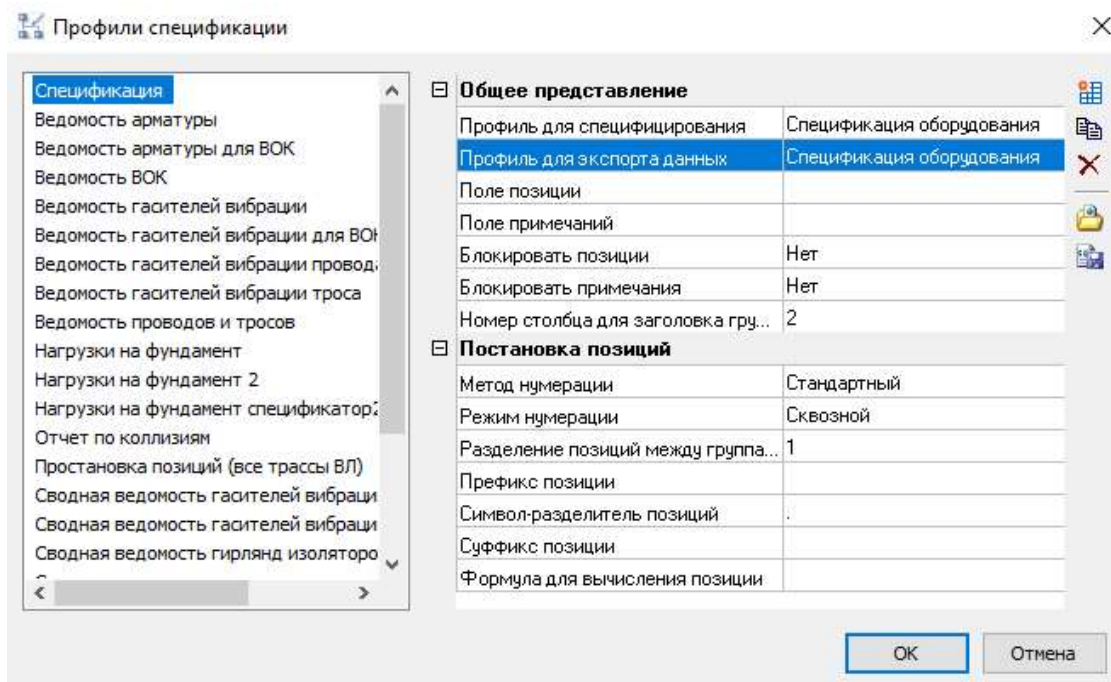 Профили спецификации
Спецификация
Ведомость арматуры
Ведомость арматуры для ВОК
Ведомость ВОК
Ведомость гасителей вибрации
Ведомость гасителей вибрации для ВОК
Ведомость гасителей вибрации провода
Ведомость гасителей вибрации троса
Ведомость проводов и тросов
Нагрузки на фундамент
Нагрузки на фундамент 2
Нагрузки на фундамент спецификатор2
Отчет по коллизиям
Простановка позиций (все трассы ВЛ)
Сводная ведомость гасителей вибраци
Сводная ведомость гасителей вибраци
Сводная ведомость гирлянд изоляторо
Общее представление
Профиль для специфицирования Спецификация оборудования
Профиль для экспорта данных Спецификация оборудования
Поле позиции
Поле примечаний
Блокировать позиции Нет
Блокировать примечания Нет
Номер столбца для заголовка гру... 2
Постановка позиций
Метод нумерации Стандартный
Режим нумерации Сквозной
Разделение позиций между группа... 1
Префикс позиции
Символ-разделитель позиций .
Суффикс позиции
Формула для вычисления позиции
OK Отмена